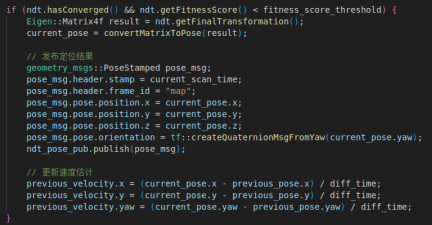 if (ndt.hasConverged() && ndt.getFitnessScore() < fitness_score_threshold) {
Eigen::Matrix4f result = ndt.getFinalTransformation();
current_pose = convertMatrixToPose(result);
// 发布定位结果
geometry_msgs::PoseStamped pose_msg;
pose_msg.header.stamp = current_scan_time;
pose_msg.header.frame_id = "map";
pose_msg.pose.position.x = current_pose.x;
pose_msg.pose.position.y = current_pose.y;
pose_msg.pose.position.z = current_pose.z;
pose_msg.pose.orientation = tf::createQuaternionMsgFromYaw(current_pose.yaw);
ndt_pose_pub.publish(pose_msg);
// 更新速度估计
previous_velocity.x = (current_pose.x - previous_pose.x) / diff_time;
previous_velocity.y = (current_pose.y - previous_pose.y) / diff_time;
previous_velocity.yaw = (current_pose.yaw - previous_pose.yaw) / diff_time;
}